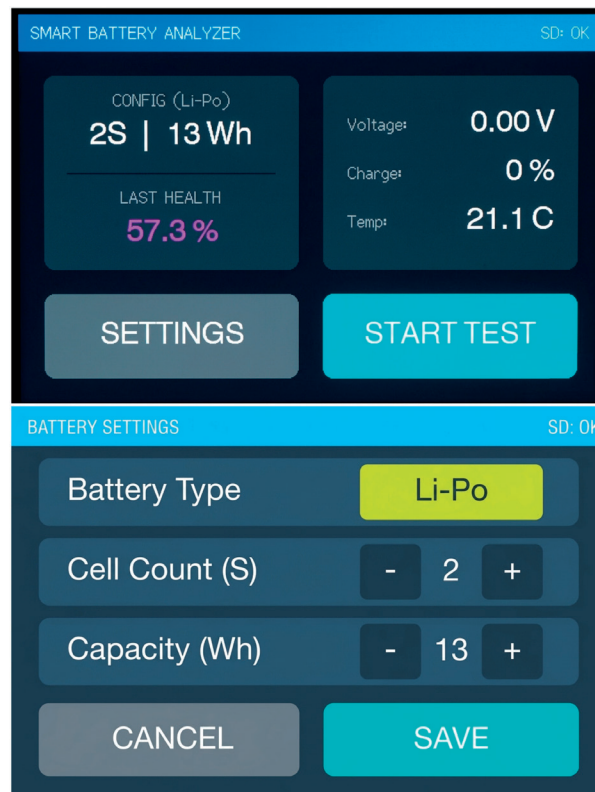 SMART BATTERY ANALYZER SD: OK
CONFIG (Li-Po)
2S | 13 Wh
LAST HEALTH
57.3 %
Voltage: 0.00 V
Charge: 0 %
Temp: 21.1 C
SETTINGS START TEST
BATTERY SETTINGS SD: OK
Battery Type Li-Po
Cell Count (S) - 2 +
Capacity (Wh) - 13 +
CANCEL SAVE